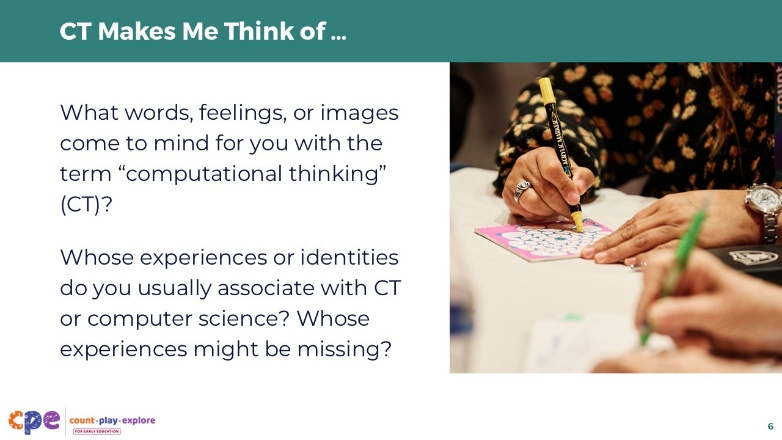 CT Makes Me Think of ...
What words, feelings, or images
come to mind for you with the
term “computational thinking”
(CT)?
Whose experiences or identities
do you usually associate with CT
or computer science? Whose
experiences might be missing?
cpe
count·play·explore
FOR EARLY EDUCATION
6